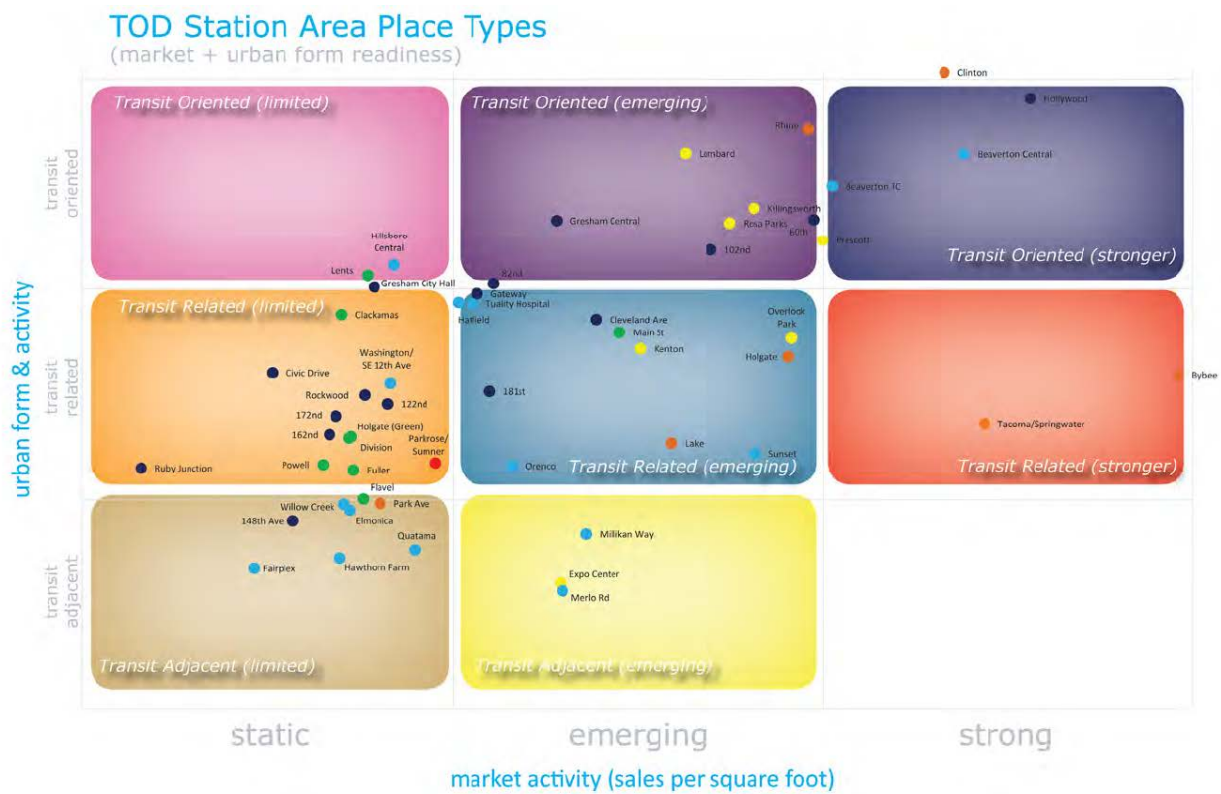 TOD Station Area Place Types
(market + urban form readiness)
Clinton
Transit Oriented (limited)
Transit Oriented (emerging)
Hollywood
Rhine
Lombard
Beaverton Central
Beaverton TC
Killingsworth
Gresham Central
Rosa Parks
60th
Prescott
102nd
Transit Oriented (stronger)
Hillsboro
Central
Lents
Gresham City Hall
82nd
Gateway
Tuality Hospital
Hatfield
Transit Related (limited)
Clackamas
Cleveland Ave
Main St
Kenton
Overlook
Park
Holgate
Washington/
SE 12th Ave
Civic Drive
Rockwood
122nd
181st
Bybee
172nd
162nd
Holgate (Green)
Division
Parkrose/
Sumner
Tacoma/Springwater
Lake
Sunset
Ruby Junction
Powell
Fuller
Orenco
Transit Related (emerging)
Transit Related (stronger)
Flavel
Willow Creek
Park Ave
Elmonica
148th Ave
Quatama
Millikan Way
Fairplex
Hawthorn Farm
Expo Center
Merlo Rd
Transit Adjacent (limited)
Transit Adjacent (emerging)
urban form & activity
transit
oriented
transit
related
transit
adjacent
static
emerging
strong
market activity (sales per square foot)